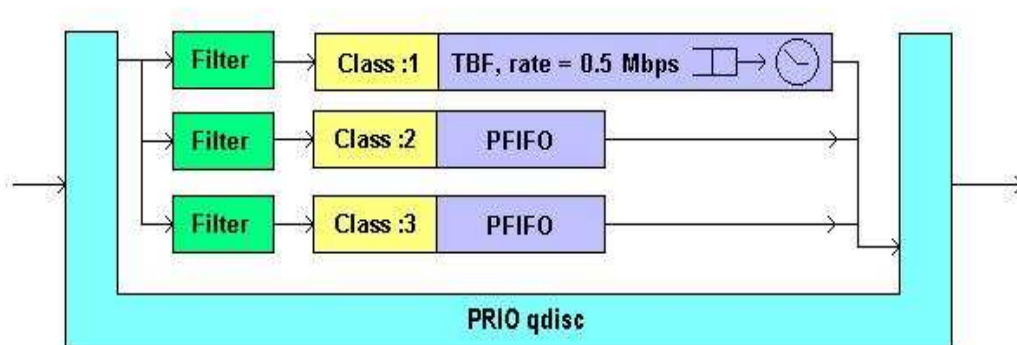 Filter Class :1 TBF, rate = 0.5 Mbps
Filter Class :2 PFIFO
Filter Class :3 PFIFO
PRIO qdisc